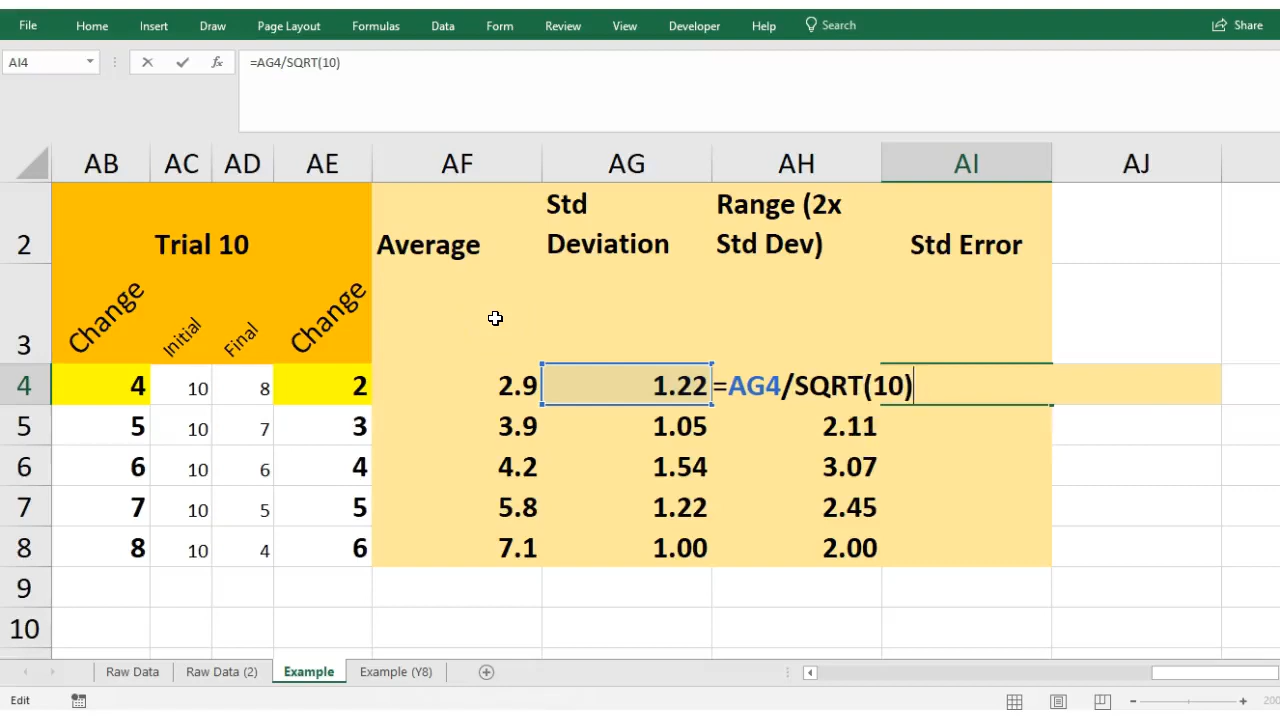 File Home Insert Draw Page Layout Formulas Data Form Review View Developer Help Search Share
AI4 fx =AG4/SQRT(10)
AB AC AD AE AF AG AH AI AJ
2 Trial 10 Average Std Deviation Range (2x Std Dev) Std Error
3 Change Initial Final Change
4 4 10 8 2 2.9 1.22 =AG4/SQRT(10)
5 5 10 7 3 3.9 1.05 2.11
6 6 10 6 4 4.2 1.54 3.07
7 7 10 5 5 5.8 1.22 2.45
8 8 10 4 6 7.1 1.00 2.00
9
10
Raw Data Raw Data (2) Example Example (Y8)
Edit 200